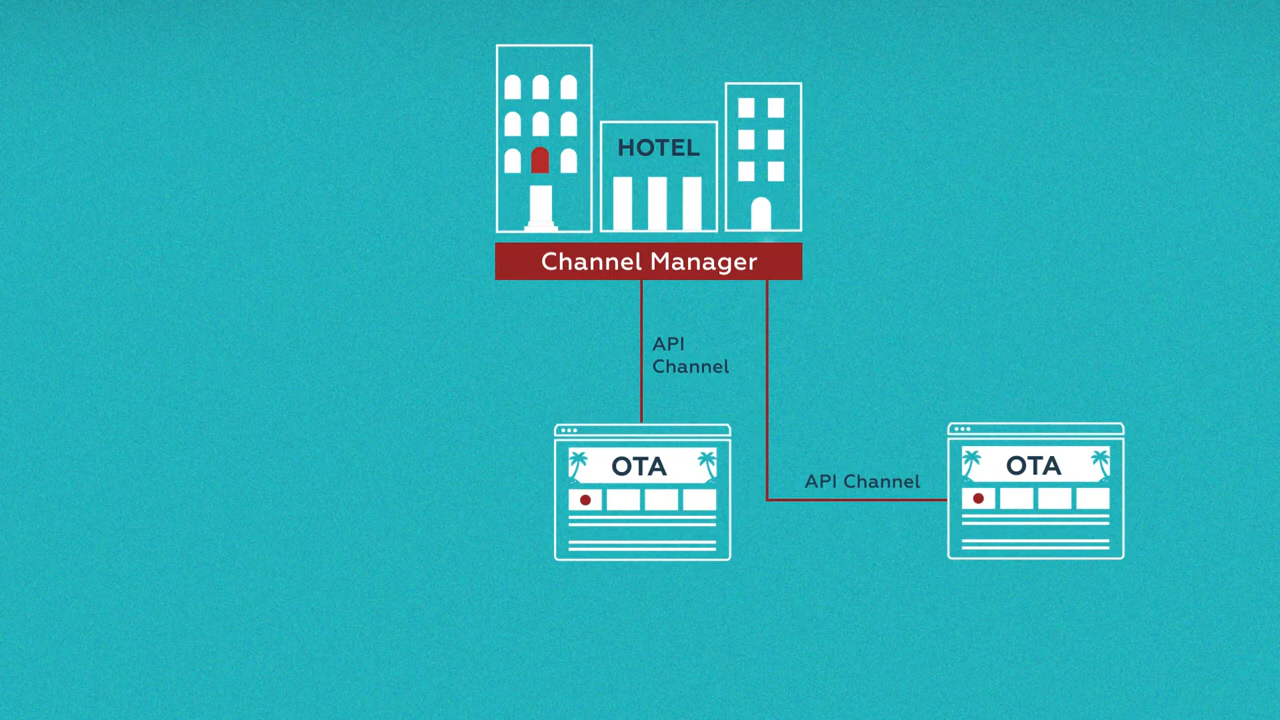 HOTEL
Channel Manager
API
Channel
OTA
API Channel
OTA